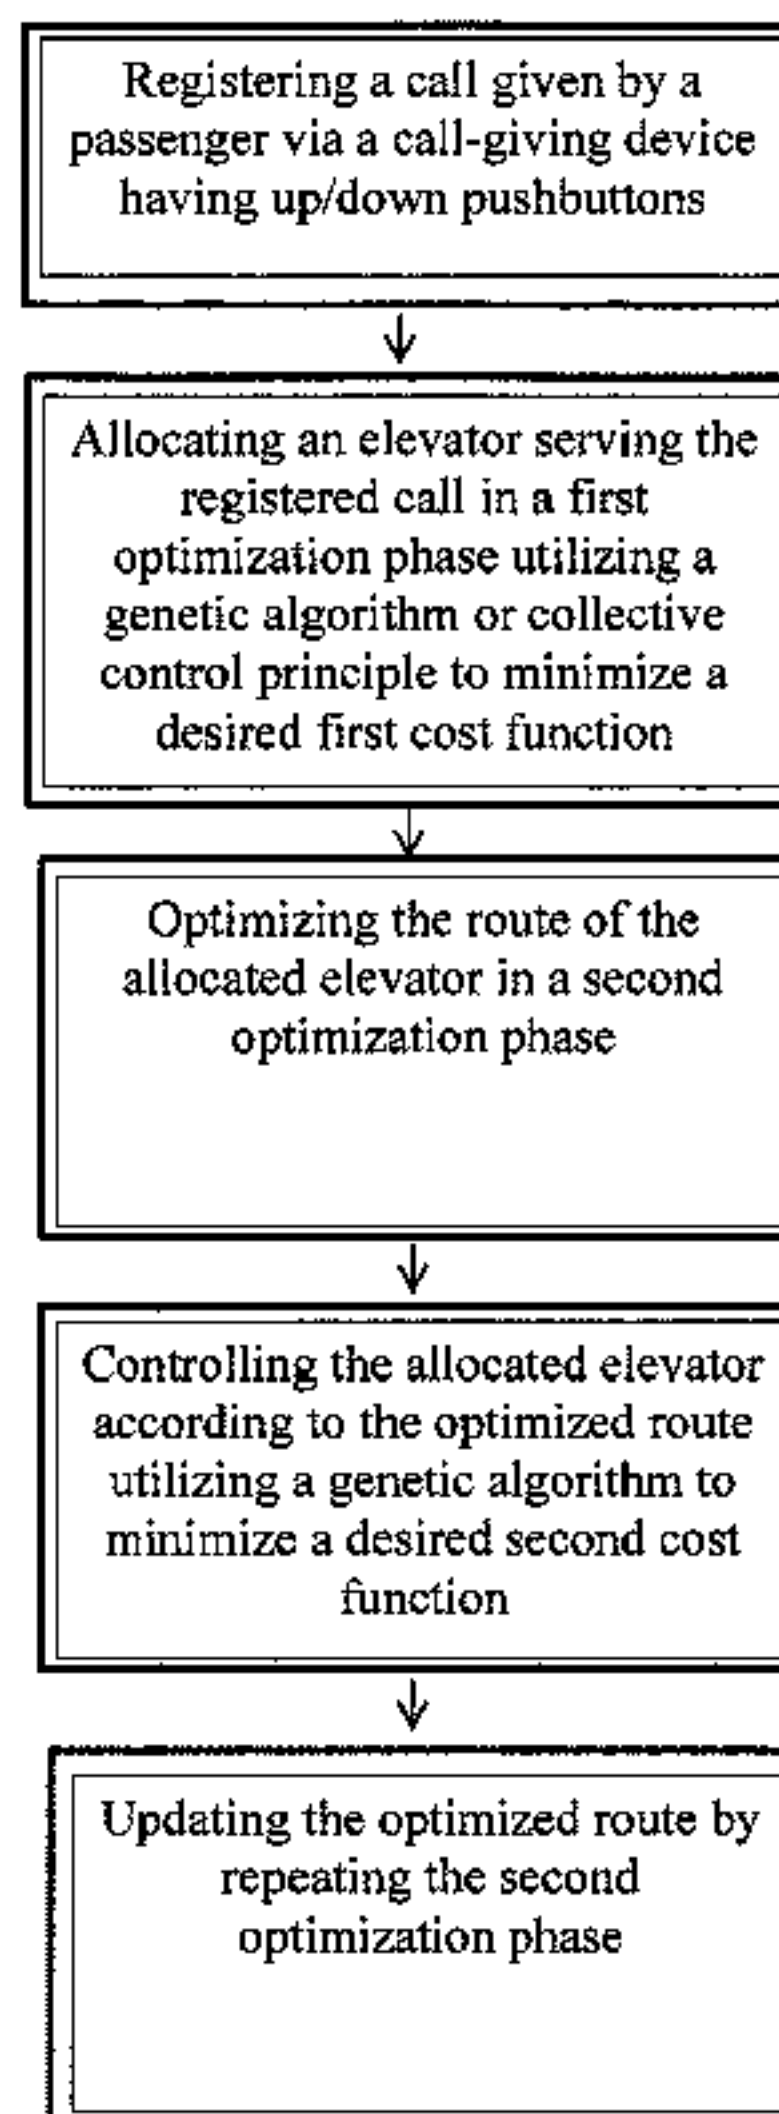 Registering a call given by a
passenger via a call-giving device
having up/down pushbuttons
Allocating an elevator serving the
registered call in a first
optimization phase utilizing a
genetic algorithm or collective
control principle to minimize a
desired first cost function
Optimizing the route of the
allocated elevator in a second
optimization phase
Controlling the allocated elevator
according to the optimized route
utilizing a genetic algorithm to
minimize a desired second cost
function
Updating the optimized route by
repeating the second
optimization phase